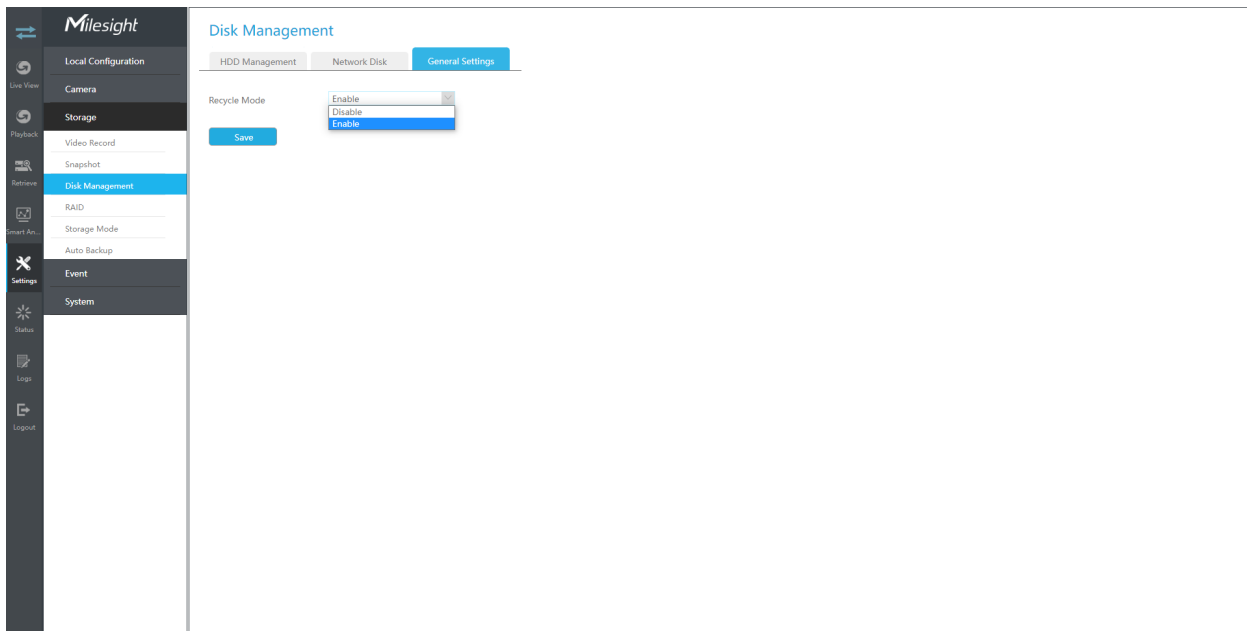 Live View
Playback
Retrieve
Smart An...
Settings
Status
Logs
Logout
Milesight
Local Configuration
Camera
Storage
Video Record
Snapshot
Disk Management
RAID
Storage Mode
Auto Backup
Event
System
Disk Management
HDD Management Network Disk General Settings
Recycle Mode Enable
Disable
Enable
Save